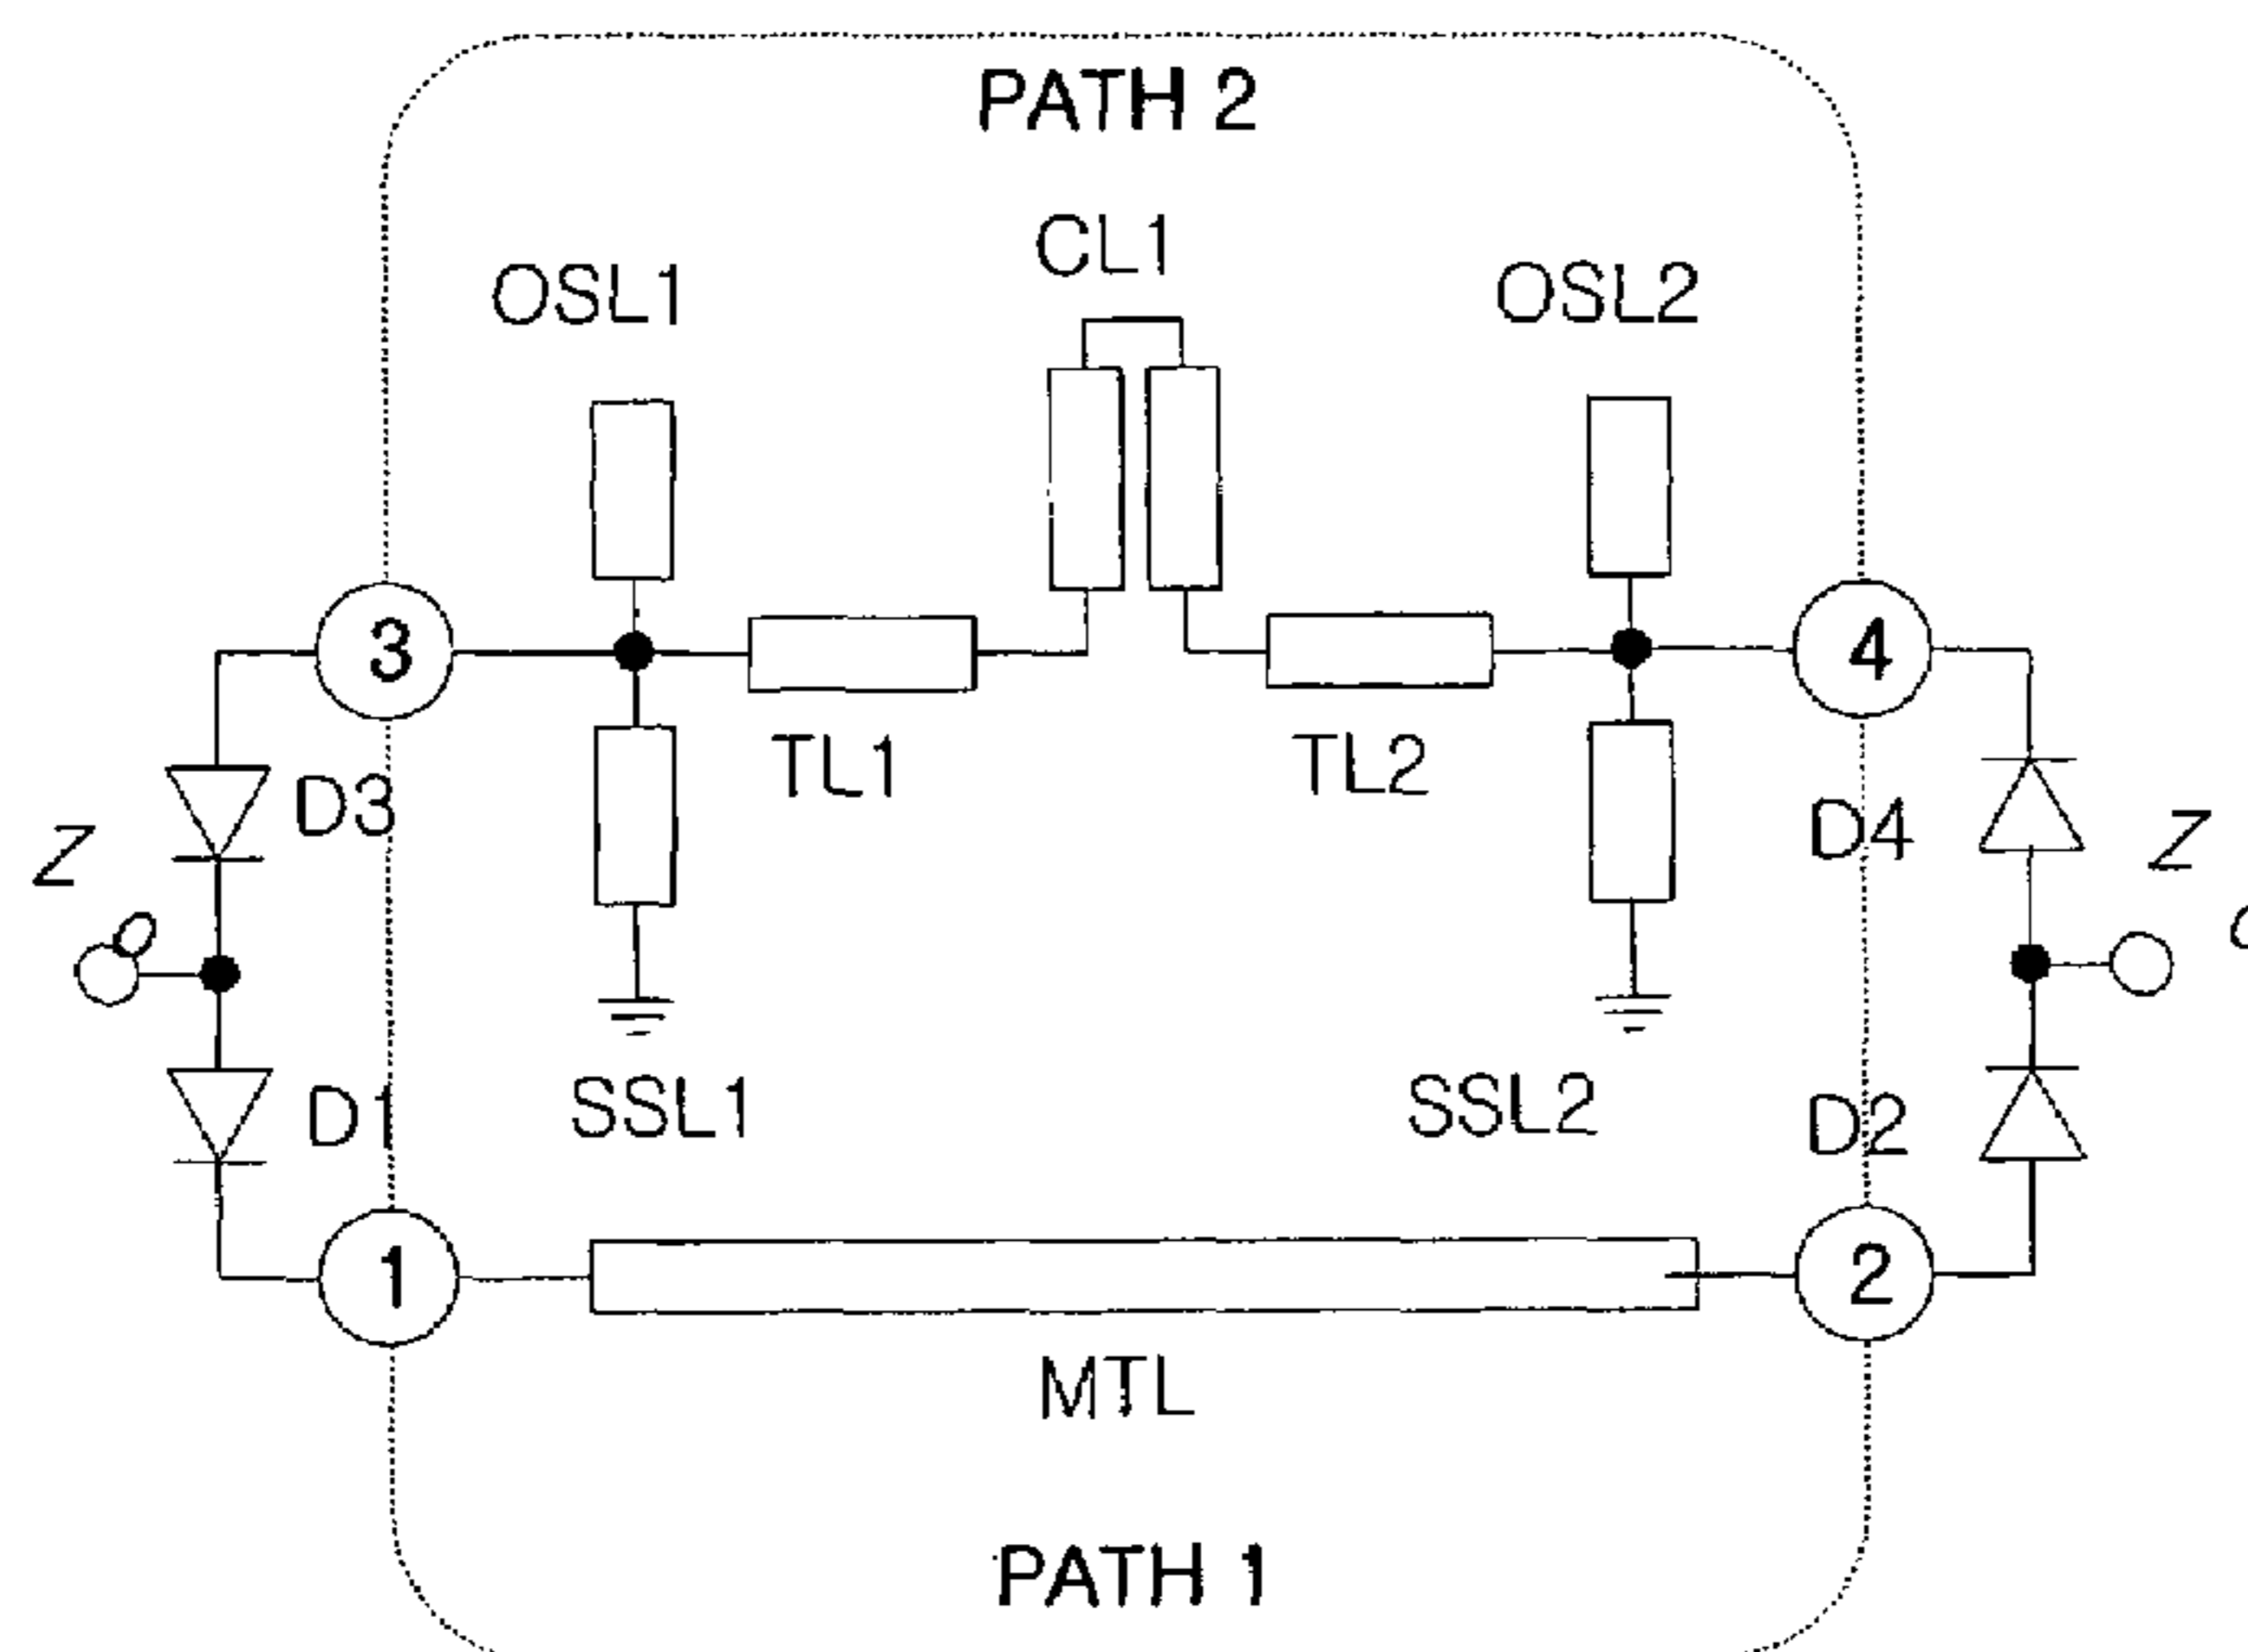 PATH 2
CL1
OSL1
OSL2
3
4
TL1
TL2
D3
D4
Z
o
Z
D1
SSL1
SSL2
D2
1
2
MTL
PATH 1